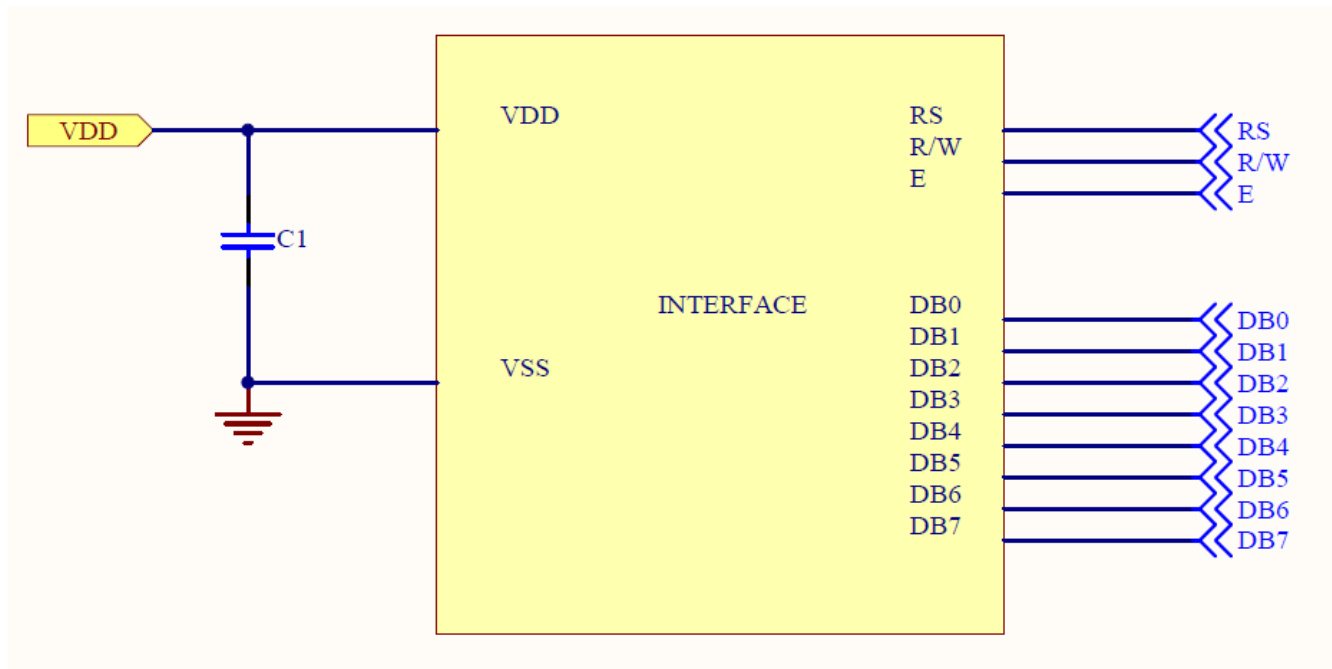 VDD
C1
VDD
VSS
INTERFACE
RS
R/W
E
DB0
DB1
DB2
DB3
DB4
DB5
DB6
DB7
RS
R/W
E
DB0
DB1
DB2
DB3
DB4
DB5
DB6
DB7